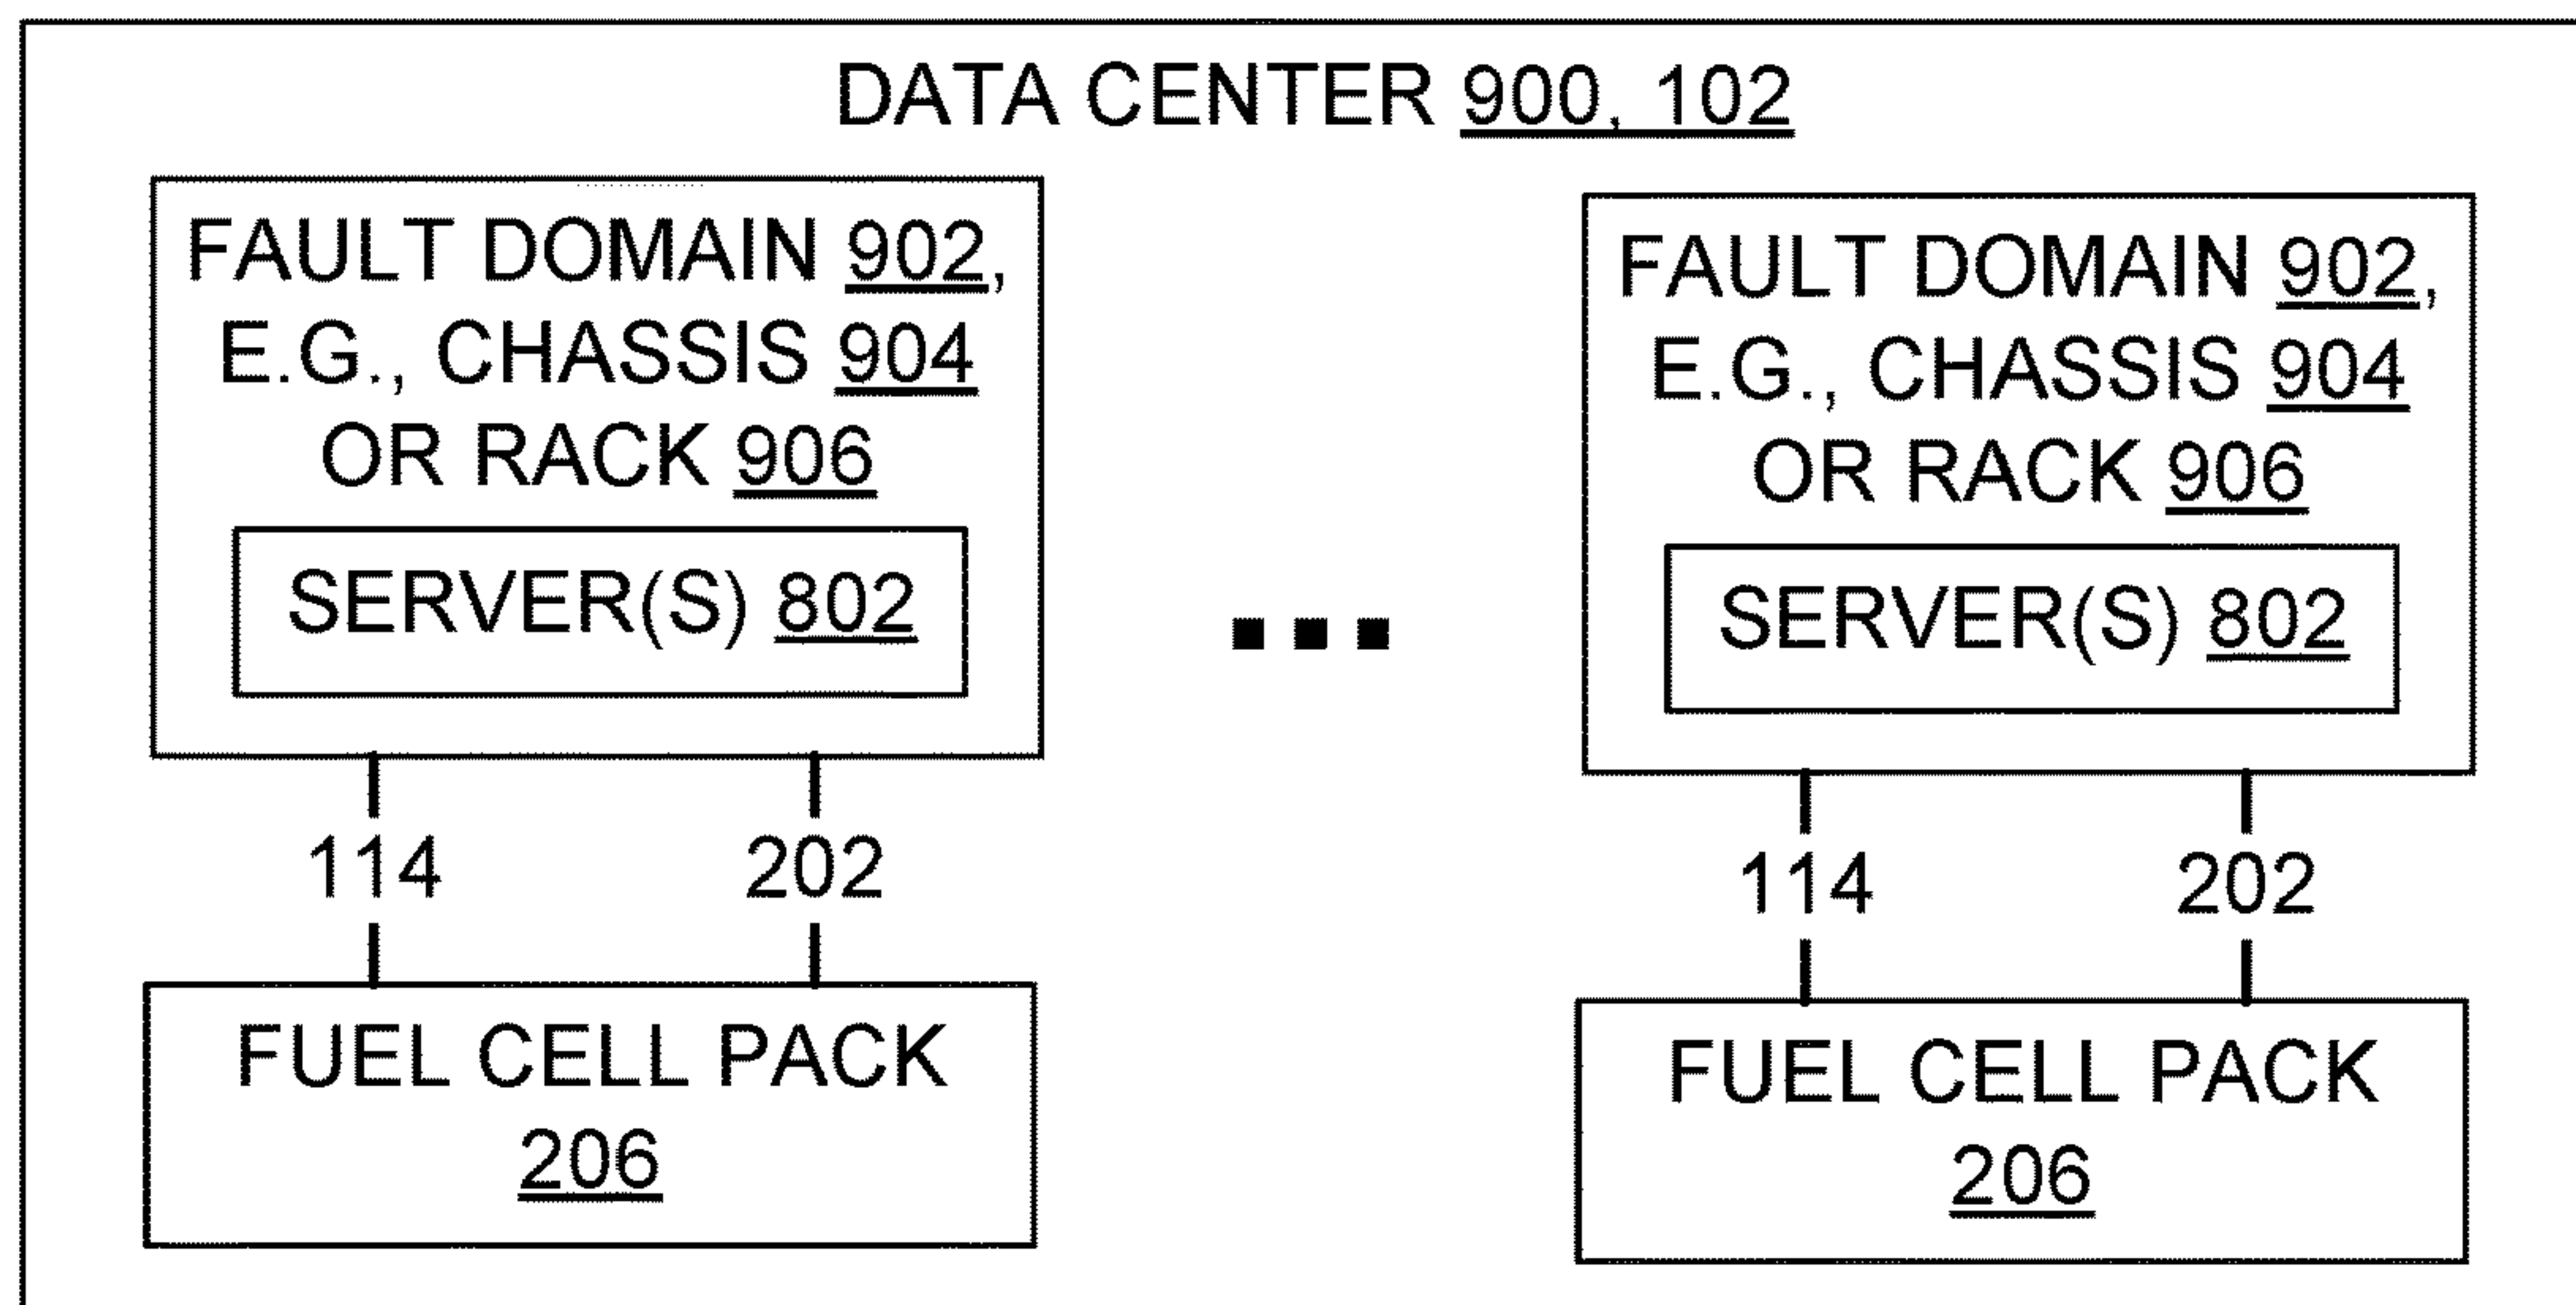 DATA CENTER 900, 102
FAULT DOMAIN 902,
E.G., CHASSIS 904
OR RACK 906
SERVER(S) 802
114 202
FUEL CELL PACK
206
FAULT DOMAIN 902,
E.G., CHASSIS 904
OR RACK 906
SERVER(S) 802
114 202
FUEL CELL PACK
206